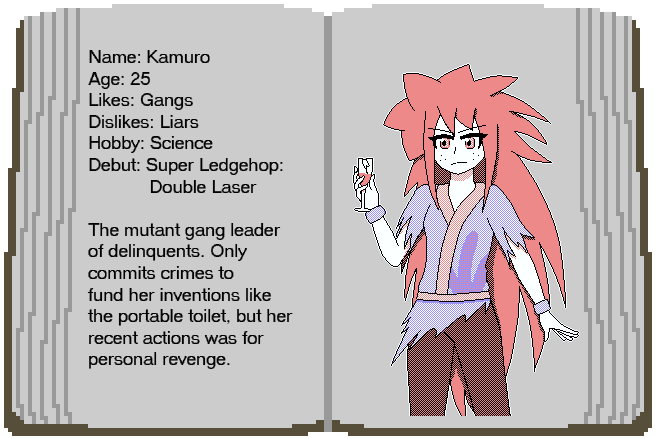 Name: Kamuro
Age: 25
Likes: Gangs
Dislikes: Liars
Hobby: Science
Debut: Super Ledgehop:
Double Laser
The mutant gang leader
of delinquents. Only
commits crimes to
fund her inventions like
the portable toilet, but her
recent actions was for
personal revenge.